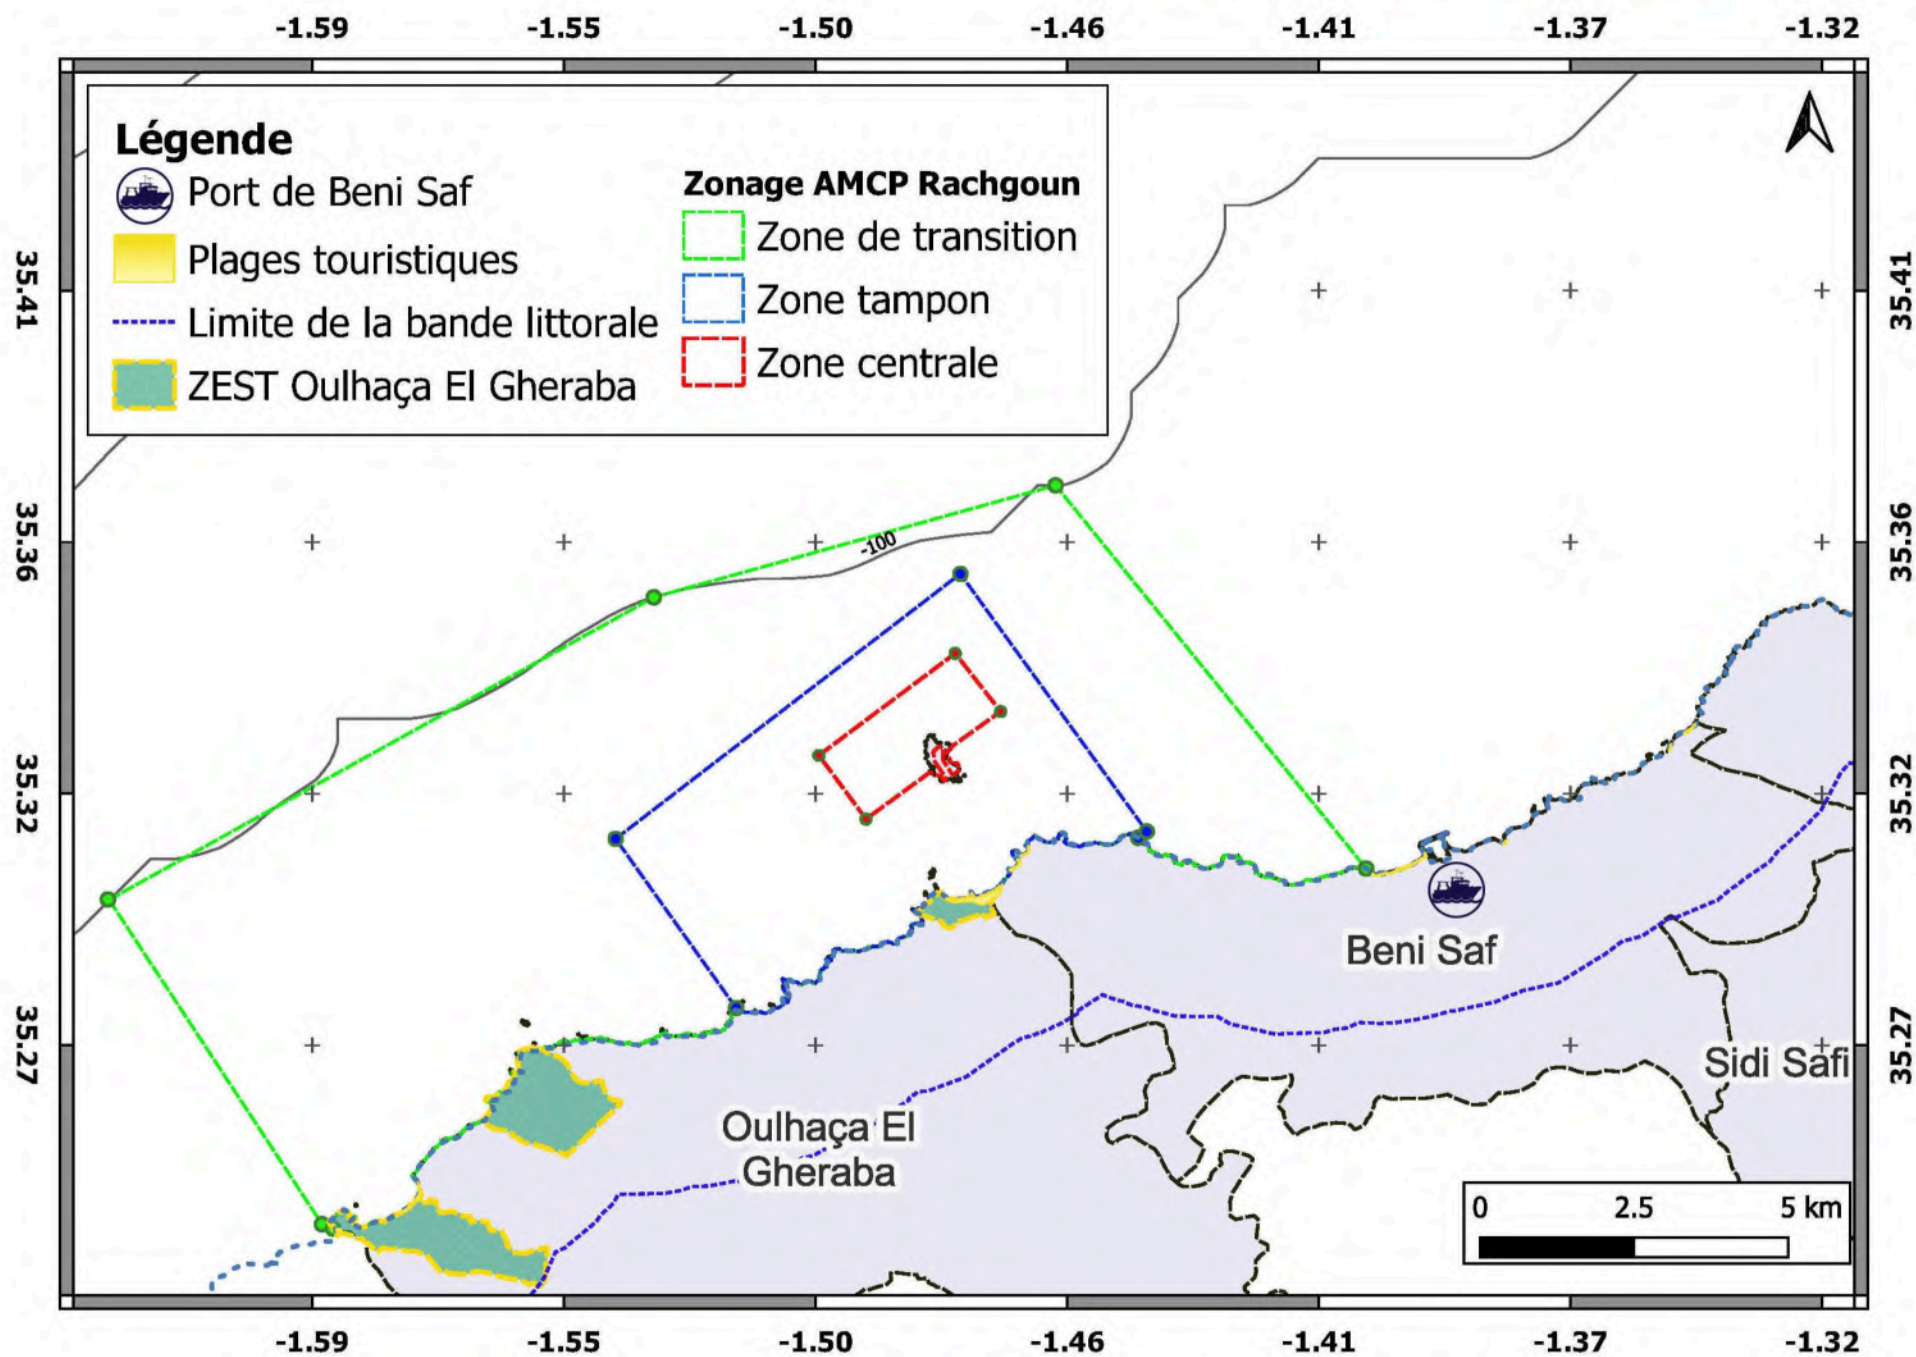 -1.59 -1.55 -1.50 -1.46 -1.41 -1.37 -1.32
Légende
Port de Beni Saf
Plages touristiques
Limite de la bande littorale
ZEST Oulhaça El Gheraba
Zonage AMCP Rachgoun
Zone de transition
Zone tampon
Zone centrale
35.41
35.36
35.32
35.27
35.41
35.36
35.32
35.27
-100
Beni Saf
Sidi Safi
Oulhaça El
Gheraba
0 2.5 5 km
-1.59 -1.55 -1.50 -1.46 -1.41 -1.37 -1.32